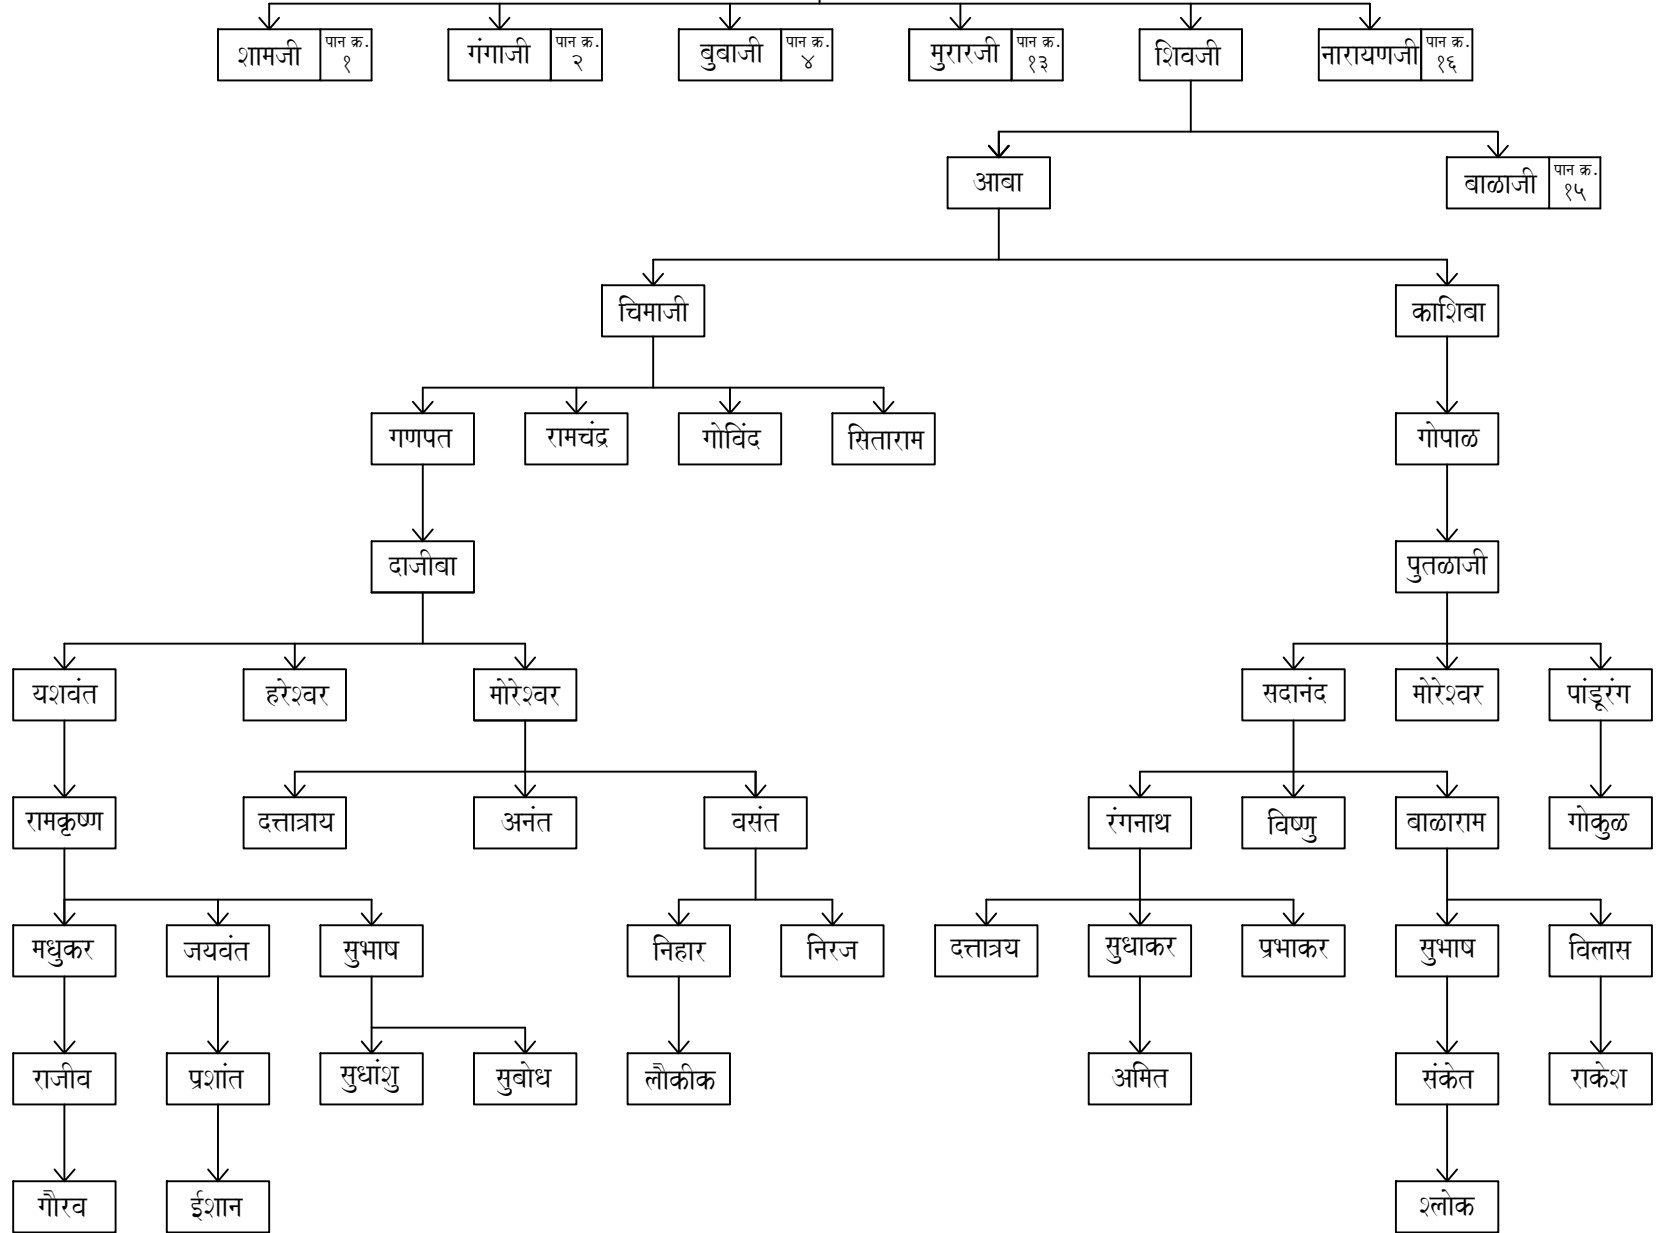 शामजी पान क्र. १ गंगाजी पान क्र. २ बुबाजी पान क्र. ४ मुरारजी पान क्र. १३ शिवजी नारायणजी पान क्र. १६
आबा बाळाजी पान क्र. १५
चिमाजी काशिबा
गणपत रामचंद्र गोविंद सिताराम गोपाळ
दाजीबा पुतळाजी
यशवंत हरेश्वर मोरेश्वर सदानंद मोरेश्वर पांडूरंग
रामकृष्ण दत्तात्राय अनंत वसंत रंगनाथ विष्णु बाळाराम गोकुळ
मधुकर जयवंत सुभाष निहार निरज दत्तात्रय सुधाकर प्रभाकर सुभाष विलास
राजीव प्रशांत सुधांशु सुबोध लौकीक अमित संकेत राकेश
गौरव ईशान श्लोक